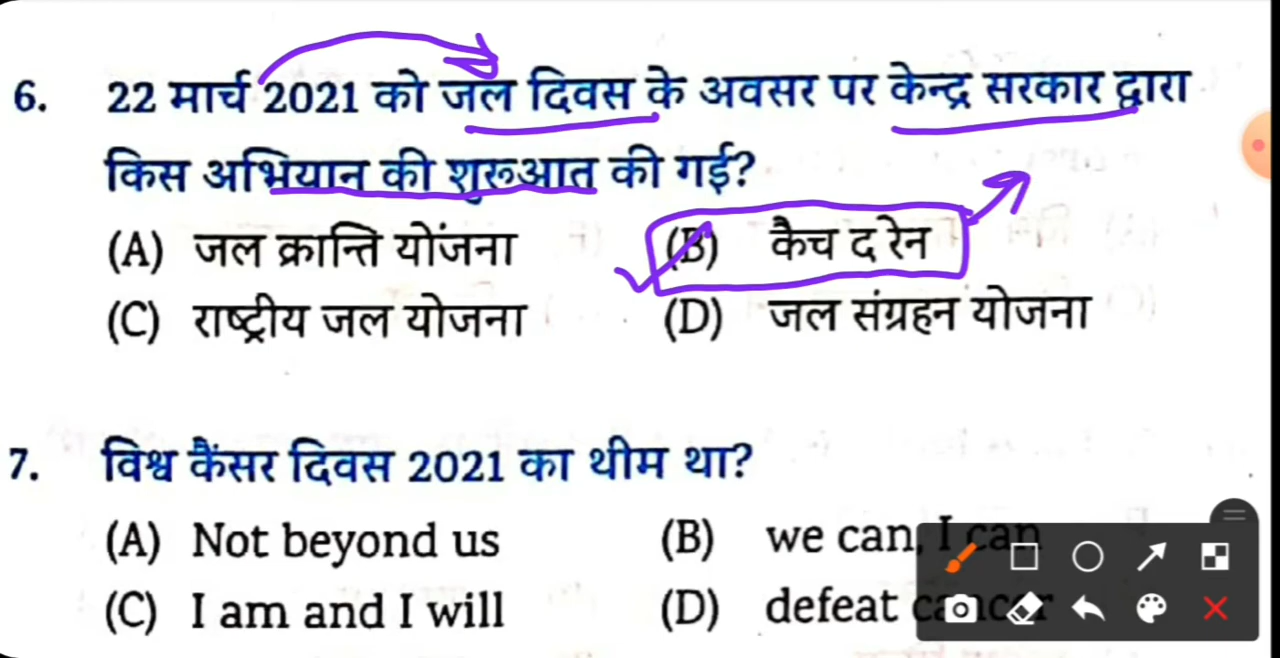 6. 22 मार्च 2021 को जल दिवस के अवसर पर केन्द्र सरकार द्वारा
किस अभियान की शुरूआत की गई?
(A) जल क्रान्ति योंजना (B) कैच द रेन
(C) राष्ट्रीय जल योजना (D) जल संग्रहन योजना
7. विश्व कैंसर दिवस 2021 का थीम था?
(A) Not beyond us (B) we can, I can
(C) I am and I will (D) defeat